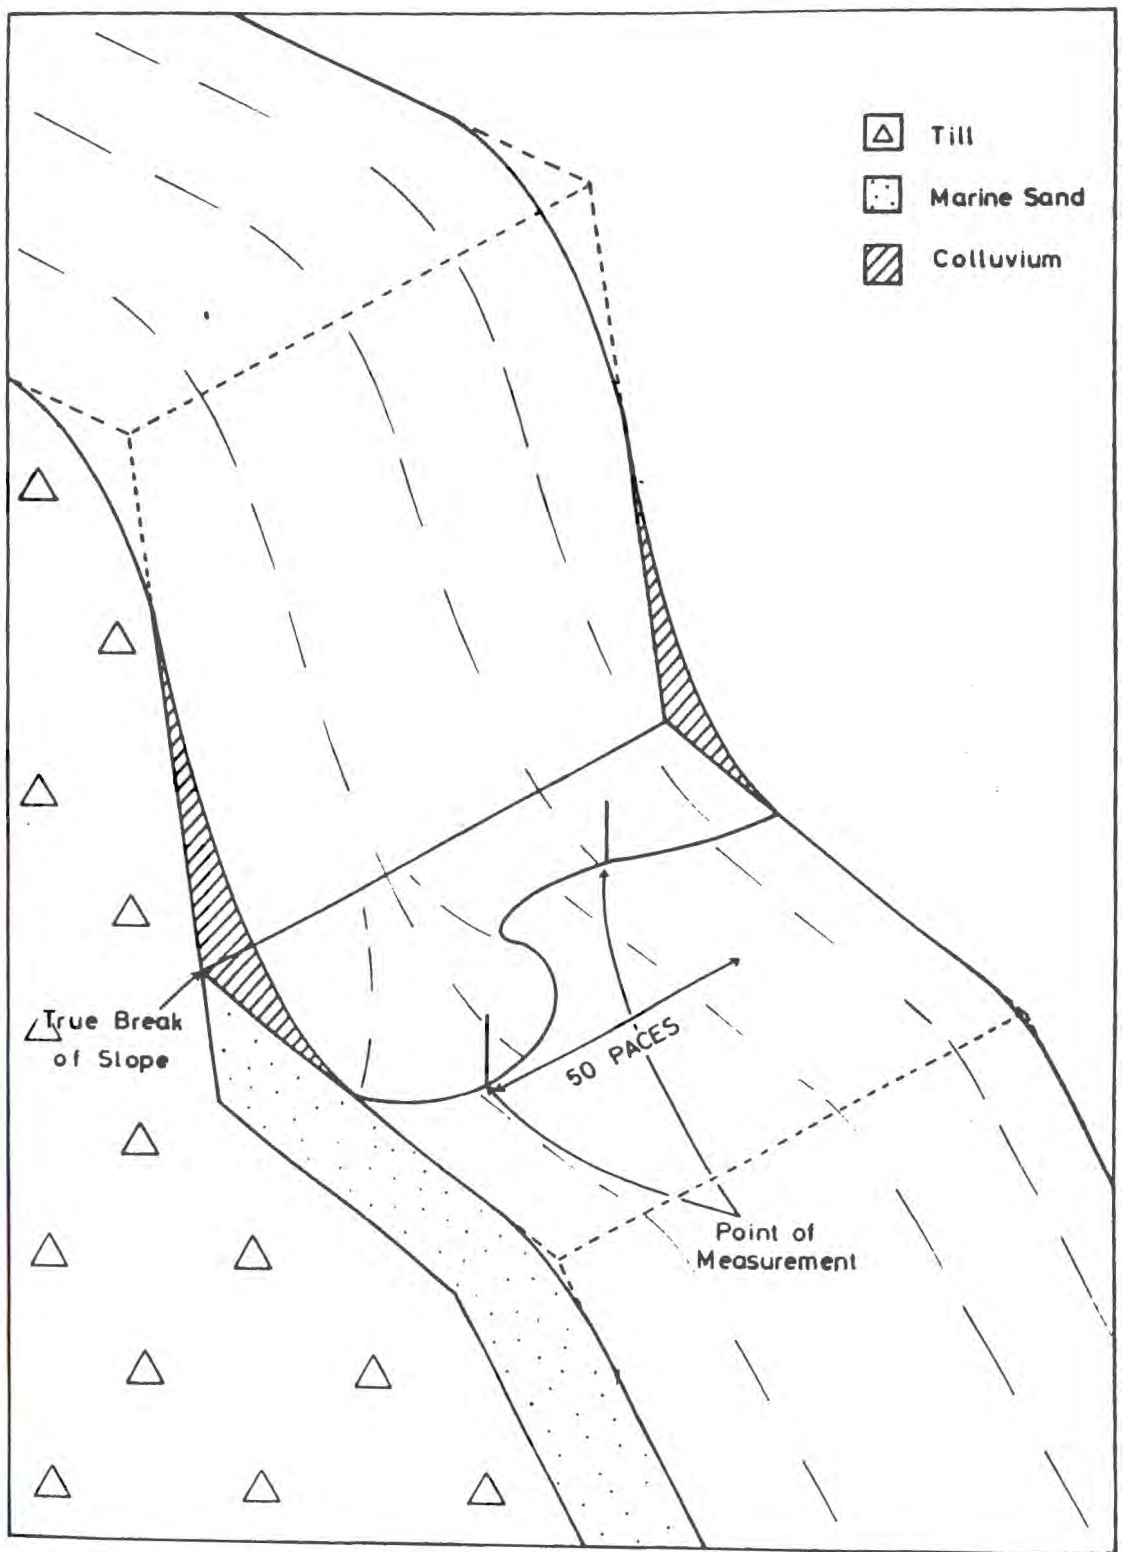 Till
Marine Sand
Colluvium
True Break
of Slope
50 PACES
Point of
Measurement